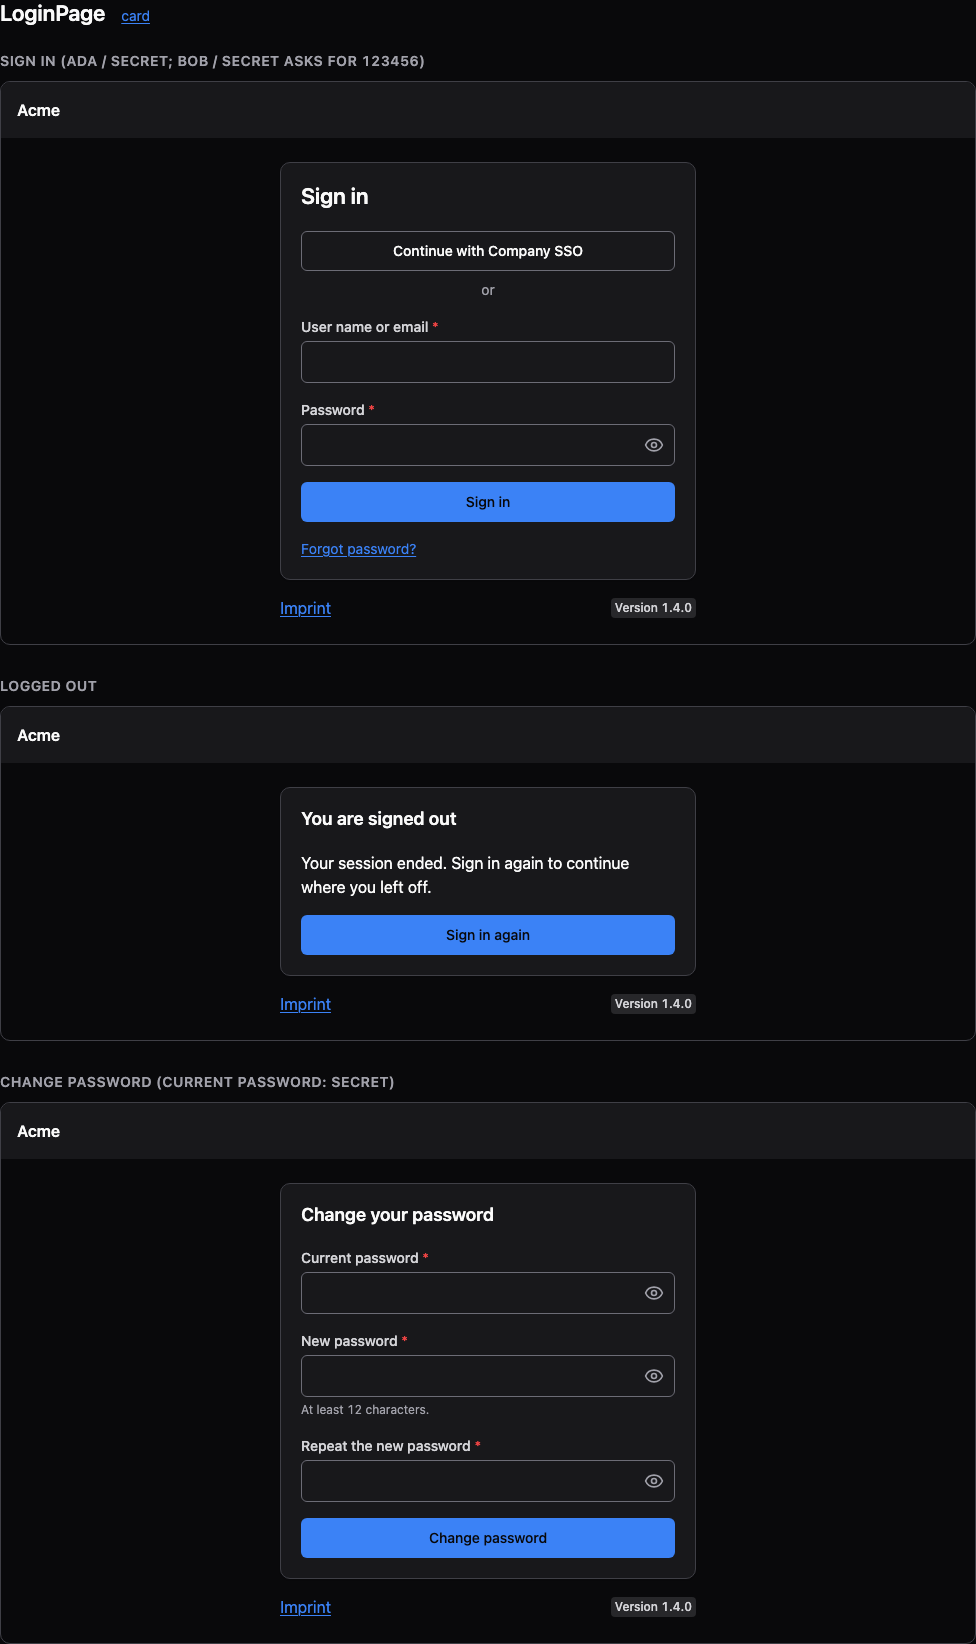 LoginPage card
SIGN IN (ADA / SECRET; BOB / SECRET ASKS FOR 123456)
Acme
Sign in
Continue with Company SSO
or
User name or email *
Password *
Sign in
Forgot password?
Imprint Version 1.4.0
LOGGED OUT
Acme
You are signed out
Your session ended. Sign in again to continue
where you left off.
Sign in again
Imprint Version 1.4.0
CHANGE PASSWORD (CURRENT PASSWORD: SECRET)
Acme
Change your password
Current password *
New password *
At least 12 characters.
Repeat the new password *
Change password
Imprint Version 1.4.0